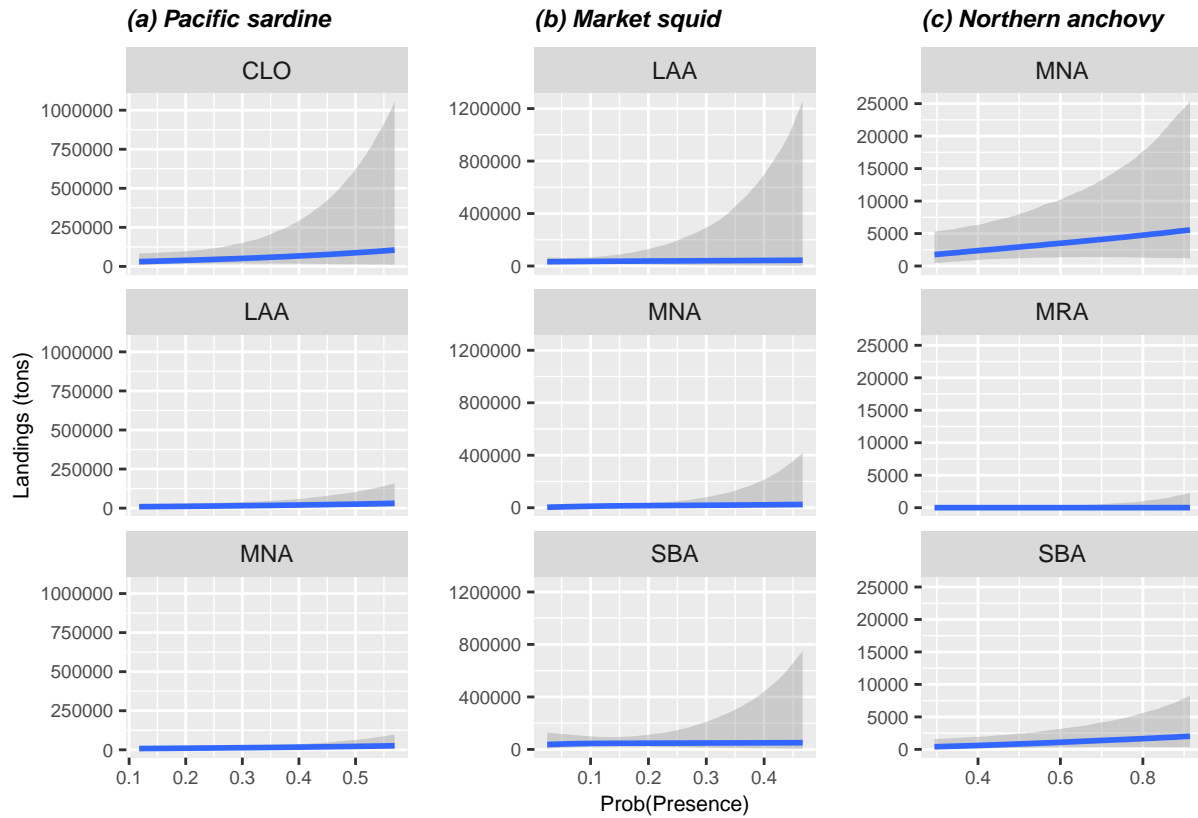 (a) Pacific sardine
(b) Market squid
(c) Northern anchovy
CLO
LAA
MNA
1000000
750000
500000
250000
0
1200000
800000
400000
0
25000
20000
15000
10000
5000
0
LAA
MNA
MRA
1000000
750000
500000
250000
0
1200000
800000
400000
0
25000
20000
15000
10000
5000
0
Landings (tons)
MNA
SBA
SBA
1000000
750000
500000
250000
0
1200000
800000
400000
0
25000
20000
15000
10000
5000
0
0.1 0.2 0.3 0.4 0.5
0.1 0.2 0.3 0.4
0.4 0.6 0.8
Prob(Presence)